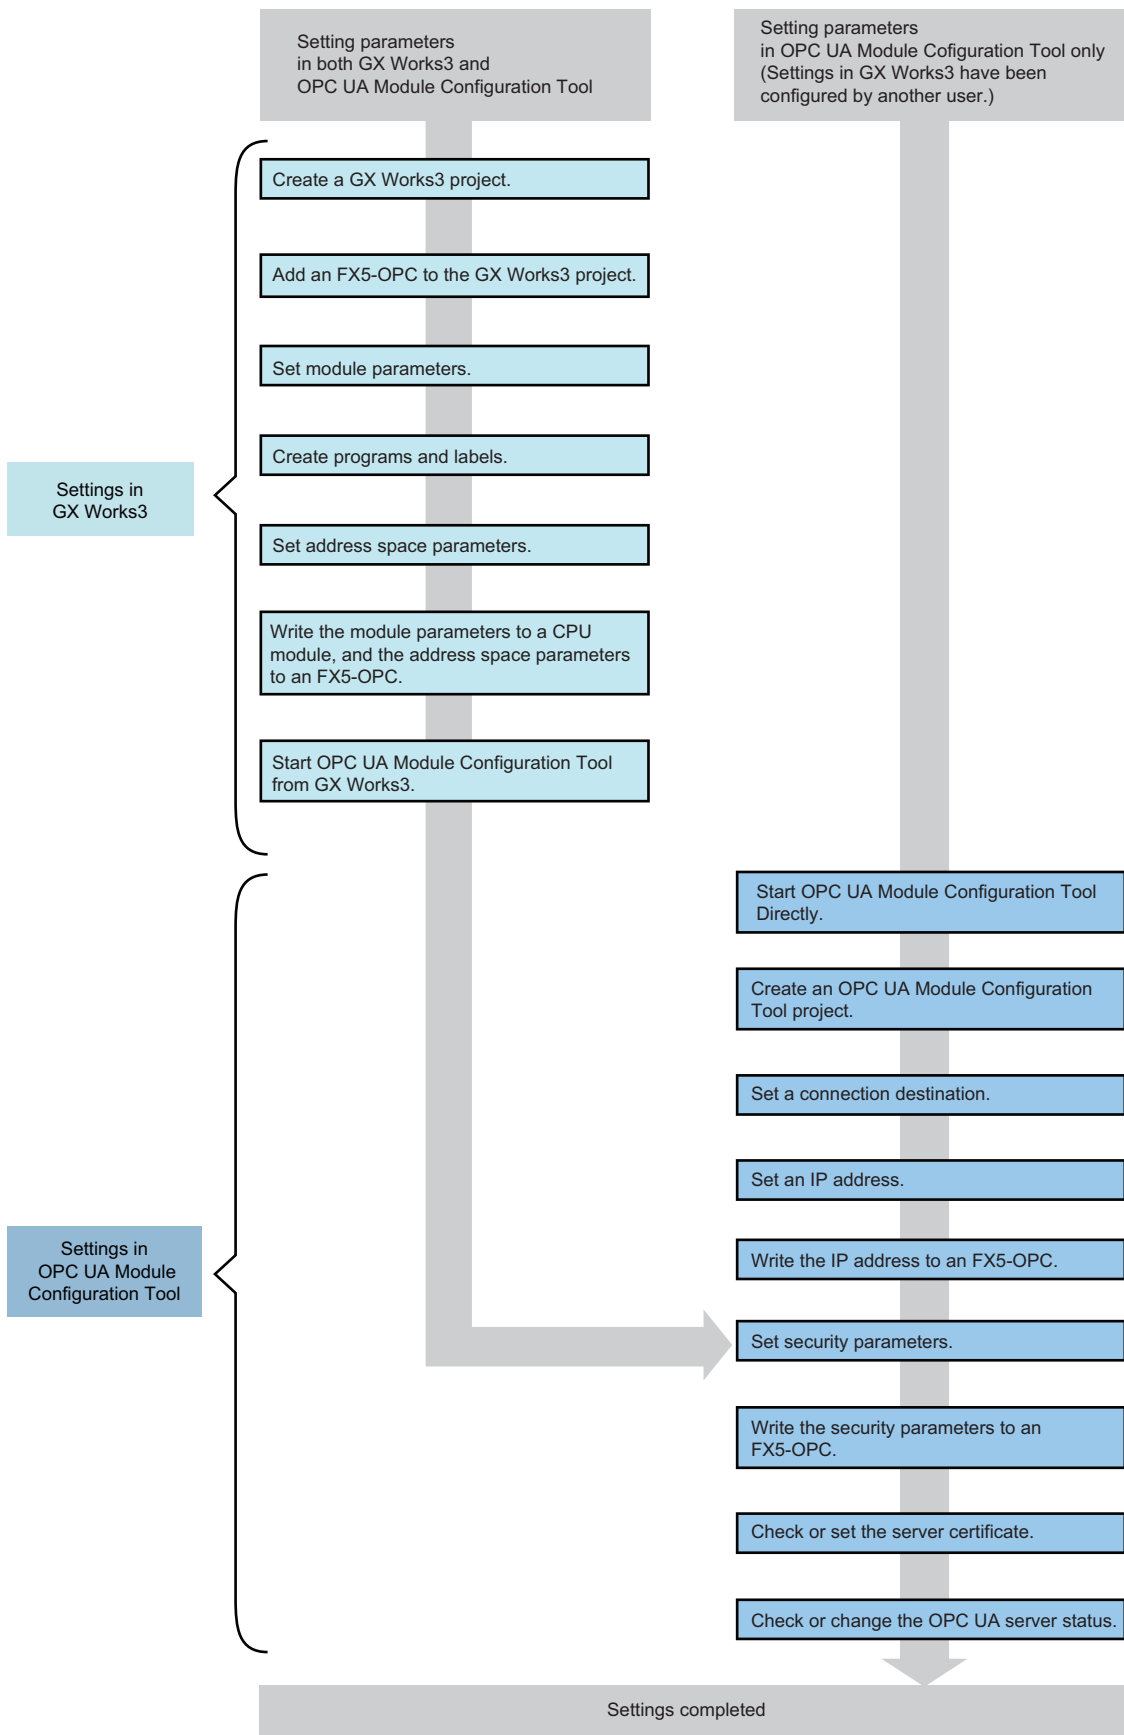 Setting parameters
in both GX Works3 and
OPC UA Module Configuration Tool
Setting parameters
in OPC UA Module Cofiguration Tool only
(Settings in GX Works3 have been
configured by another user.)
Create a GX Works3 project.
Add an FX5-OPC to the GX Works3 project.
Set module parameters.
Create programs and labels.
Settings in
GX Works3
Set address space parameters.
Write the module parameters to a CPU
module, and the address space parameters
to an FX5-OPC.
Start OPC UA Module Configuration Tool
from GX Works3.
Start OPC UA Module Configuration Tool
Directly.
Create an OPC UA Module Configuration
Tool project.
Set a connection destination.
Set an IP address.
Settings in
OPC UA Module
Configuration Tool
Write the IP address to an FX5-OPC.
Set security parameters.
Write the security parameters to an
FX5-OPC.
Check or set the server certificate.
Check or change the OPC UA server status.
Settings completed